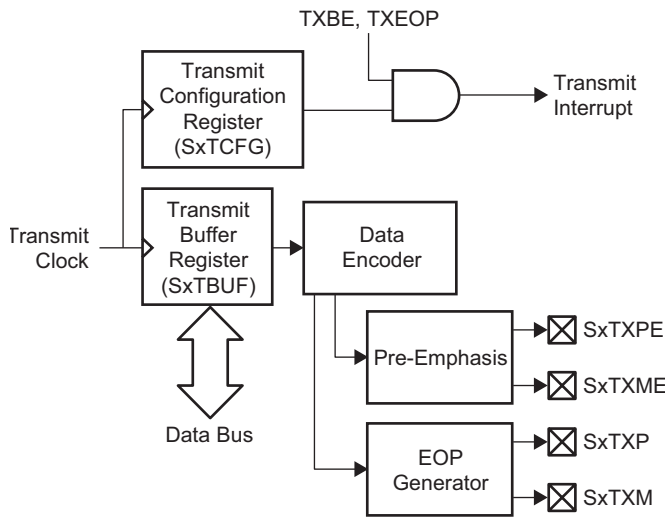 TXBE, TXEOP
Transmit
Configuration
Register
(SxTCFG)
Transmit
Interrupt
Transmit
Clock
Transmit
Buffer
Register
(SxTBUF)
Data
Encoder
Pre-Emphasis
SxTXPE
SxTXME
Data Bus
EOP
Generator
SxTXP
SxTXM